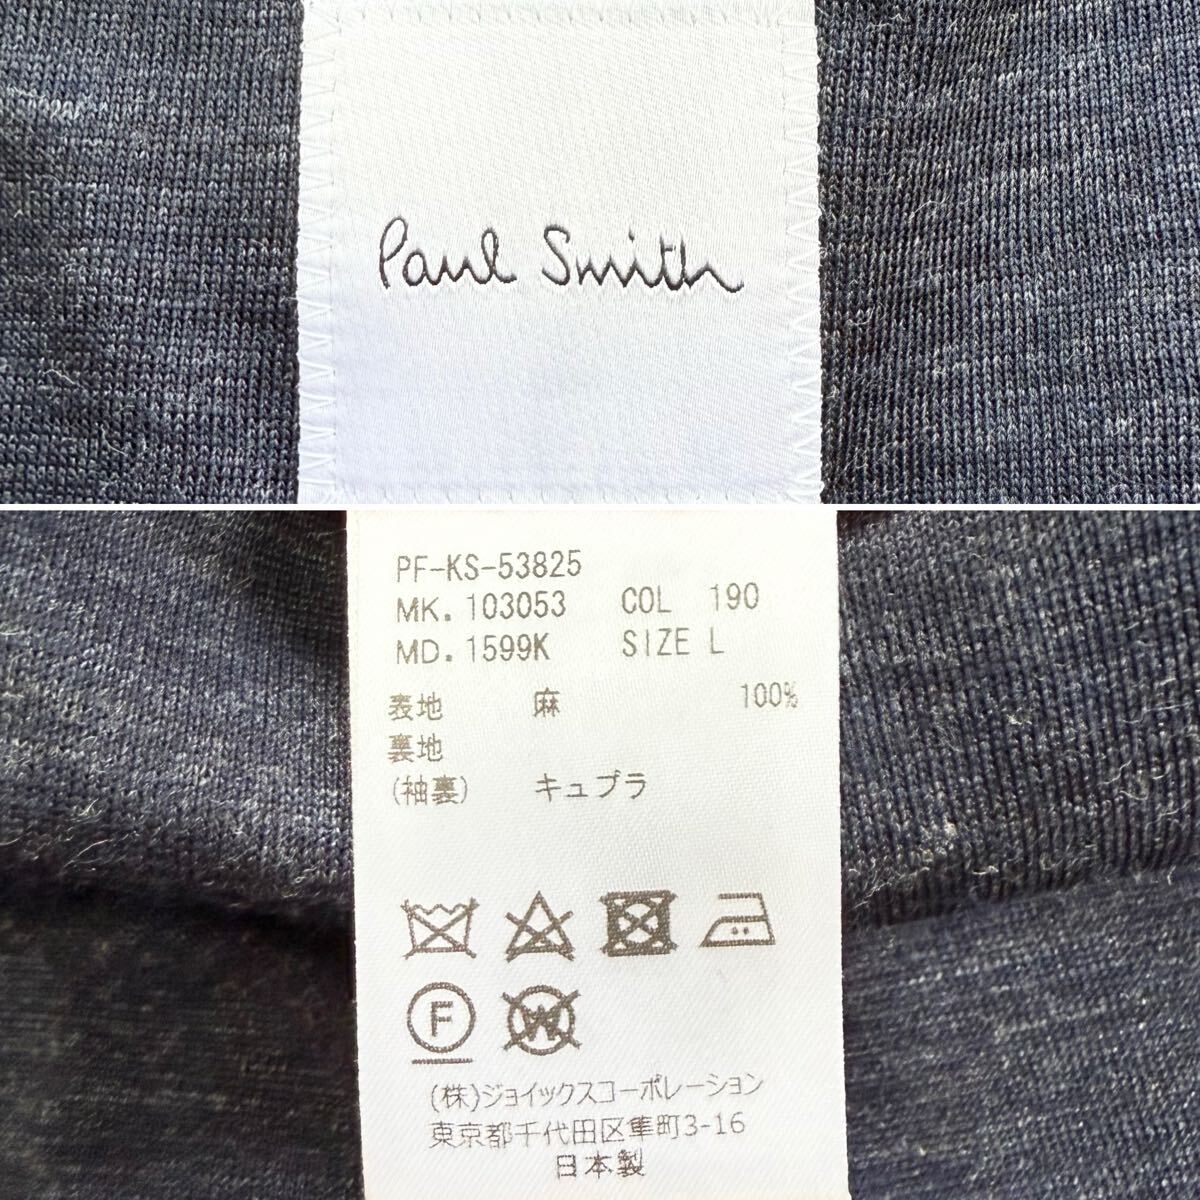 Paul Smith
PF-KS-53825
MK. 103053 COL 190
MD. 1599K SIZE L
表地 麻 100%
裏地
(袖裏) キュプラ
F W
(株)ジョイックスコーポレーション
東京都千代田区隼町3-16
日本製